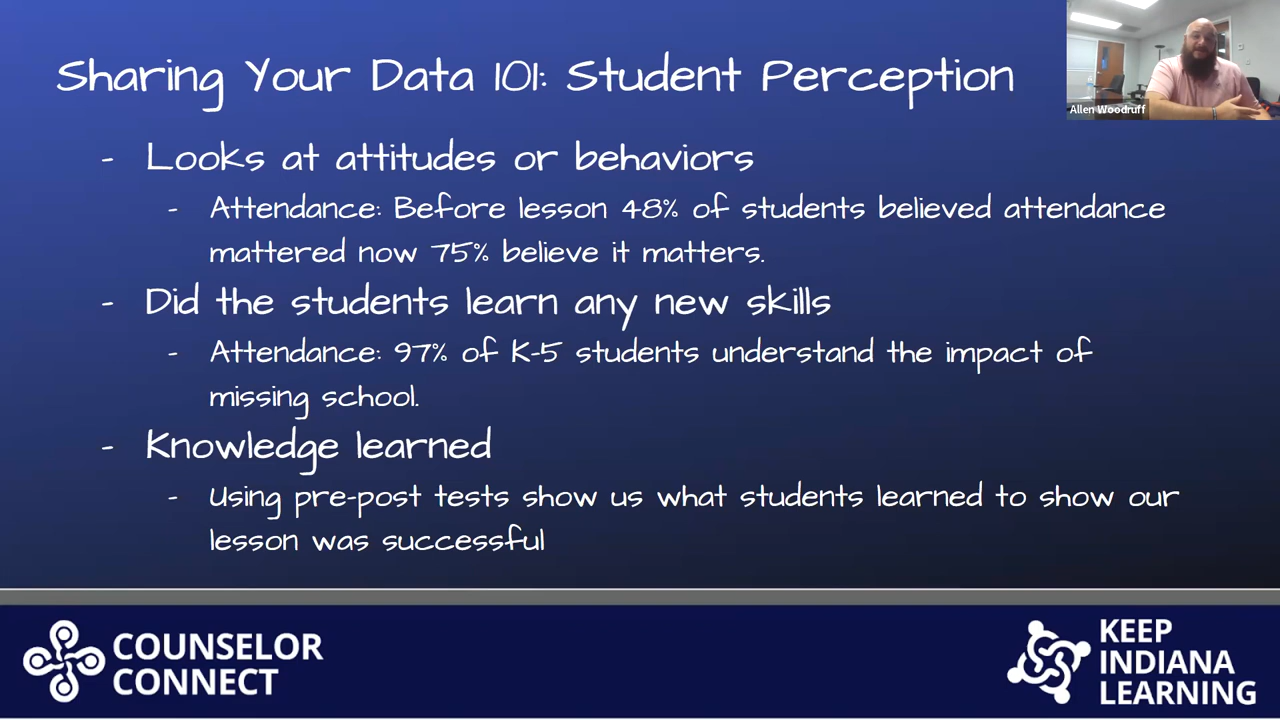 Sharing Your Data 101: Student Perception
Allen Woodruff
- Looks at attitudes or behaviors
- Attendance: Before lesson 48% of students believed attendance
mattered now 75% believe it matters.
- Did the students learn any new skills
- Attendance: 97% of K-5 students understand the impact of
missing school.
- Knowledge learned
- Using pre-post tests show us what students learned to show our
lesson was successful
COUNSELOR
CONNECT
KEEP
INDIANA
LEARNING